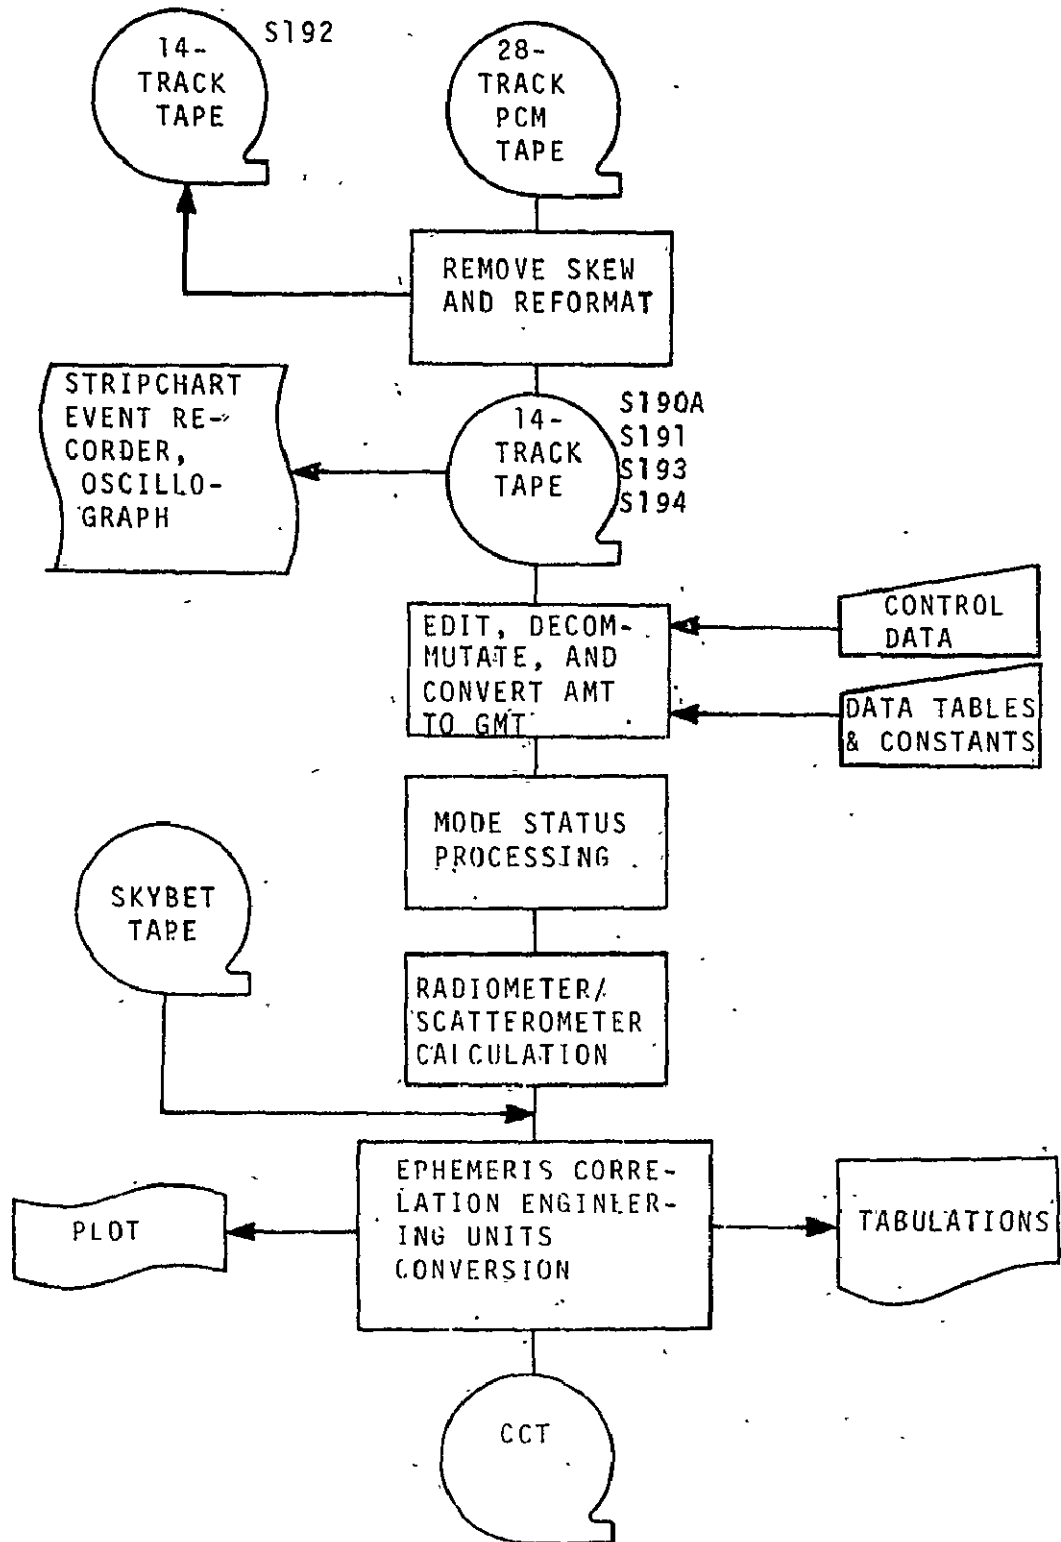 14-
TRACK
TAPE
S192
28-
TRACK
PCM
TAPE
REMOVE SKEW
AND REFORMAT
STRIPCHART
EVENT RE-
CORDER,
OSCILLO-
GRAPH
14-
TRACK
TAPE
S190A
S191
S193
S194
EDIT, DECOM-
MUTATE, AND
CONVERT AMT
TO GMT
CONTROL
DATA
DATA TABLES
& CONSTANTS
MODE STATUS
PROCESSING
SKYBET
TAPE
RADIOMETER/
SCATTEROMETER
CALCULATION
EPHEMERIS CORRE-
LATION ENGINEER-
ING UNITS
CONVERSION
PLOT
TABULATIONS
CCT